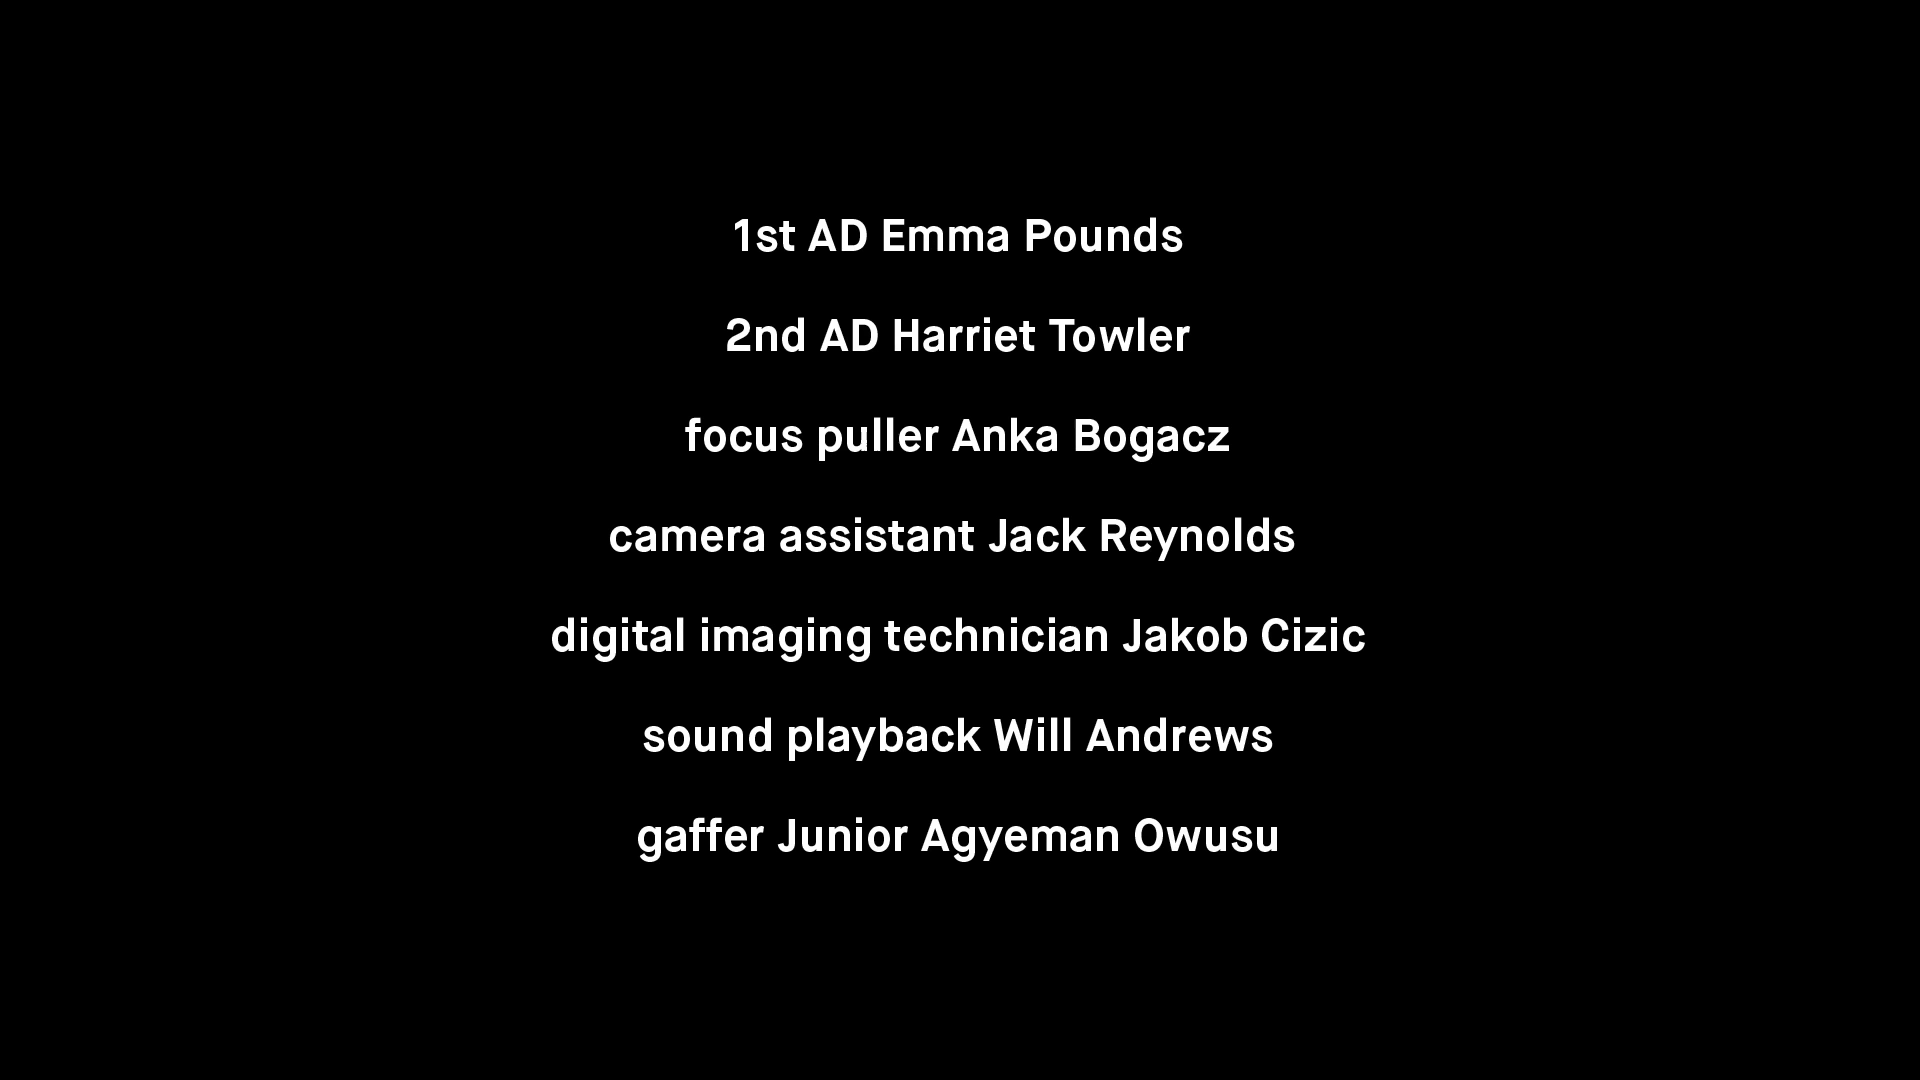 1st AD Emma Pounds
2nd AD Harriet Towler
focus puller Anka Bogacz
camera assistant Jack Reynolds
digital imaging technician Jakob Cizic
sound playback Will Andrews
gaffer Junior Agyeman Owusu